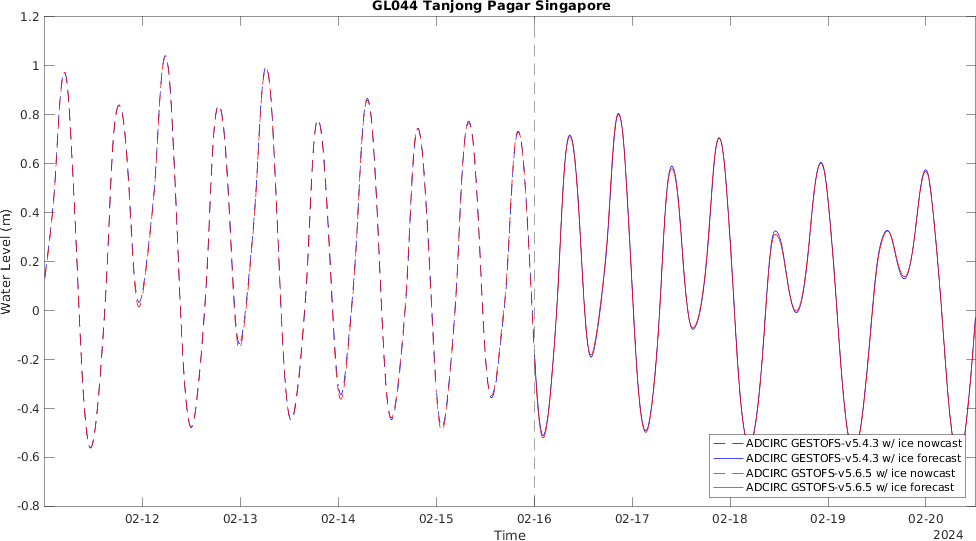 GL044 Tanjong Pagar Singapore
1.2
1
0.8
0.6
0.4
0.2
0
-0.2
-0.4
-0.6
-0.8
Water Level (m)
ADCIRC GESTOFS-v5.4.3 w/ ice nowcast
ADCIRC GESTOFS-v5.4.3 w/ ice forecast
ADCIRC GSTOFS-v5.6.5 w/ ice nowcast
ADCIRC GSTOFS-v5.6.5 w/ ice forecast
02-12 02-13 02-14 02-15 02-16 02-17 02-18 02-19 02-20
Time
2024